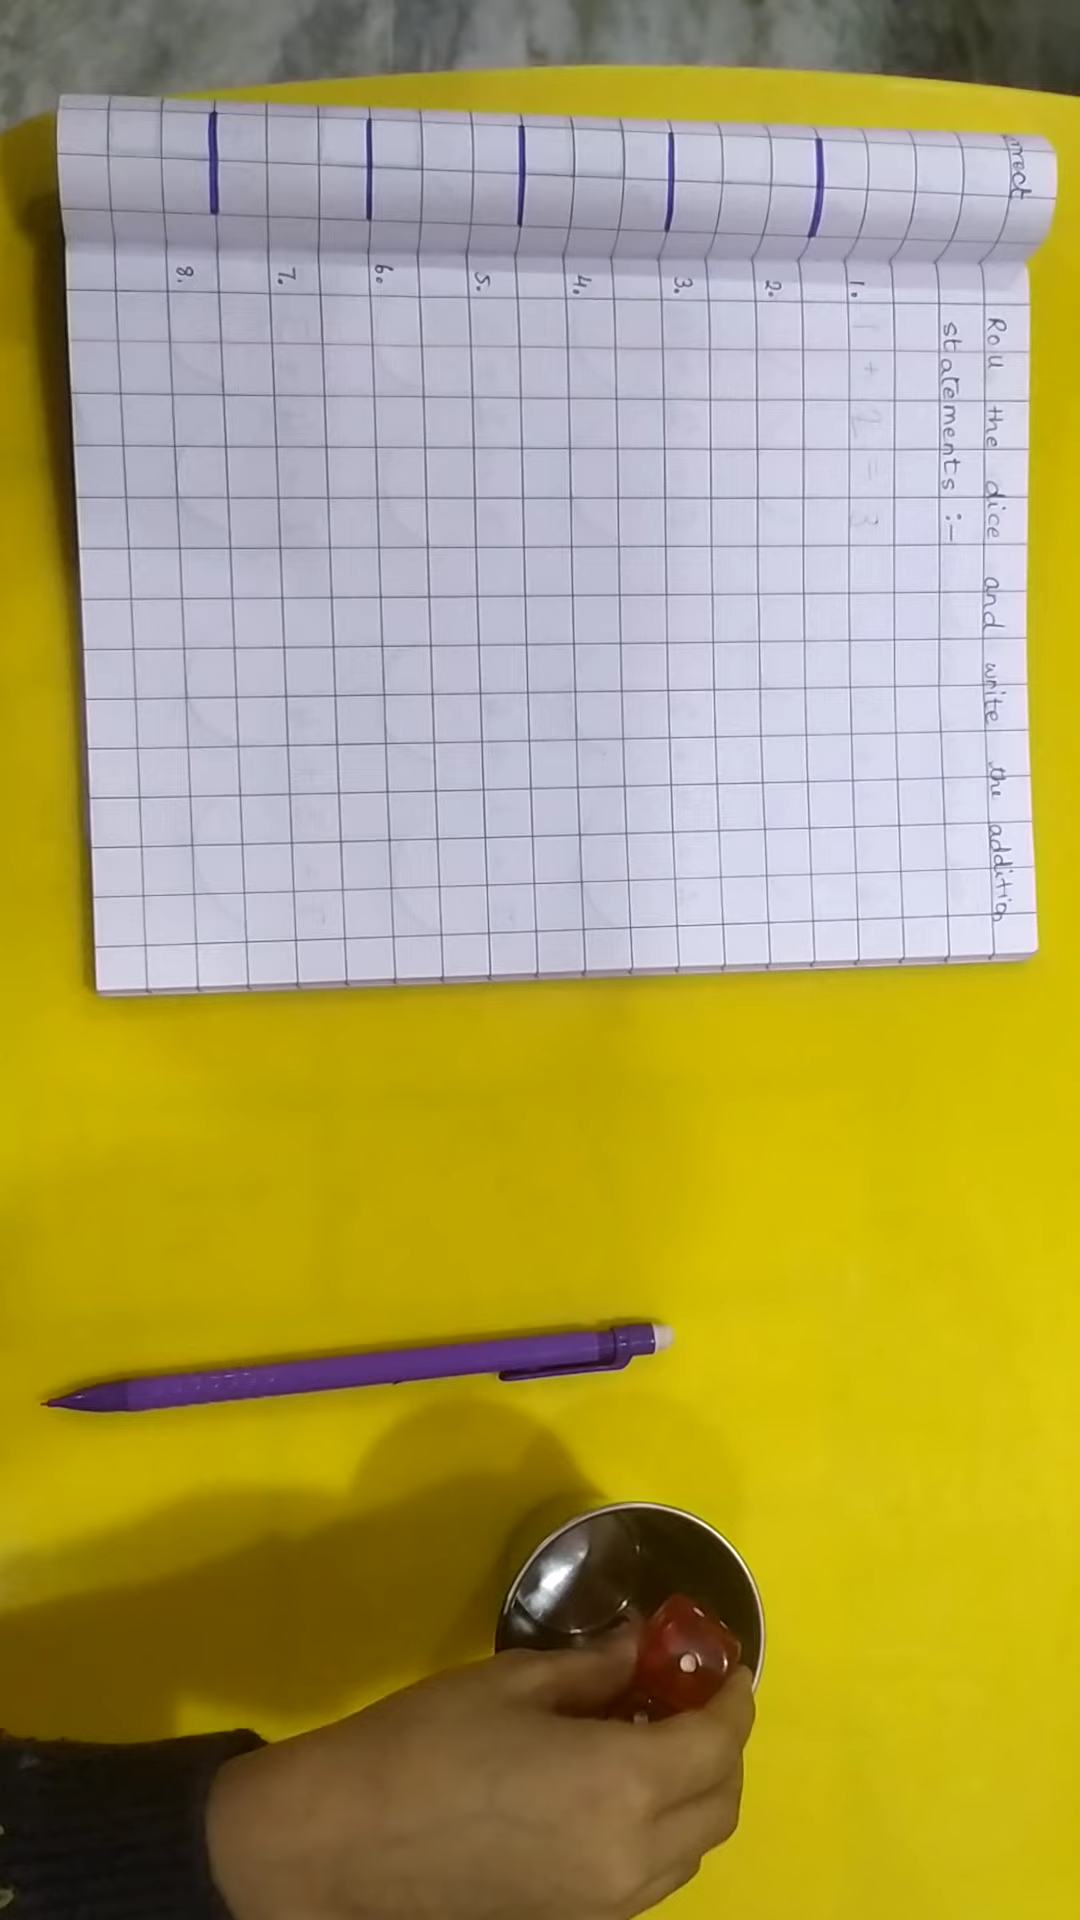 Roll the dice and write the addition
statements :-
1. 1 + 2 = 3
2.
3.
4.
5.
6.
7.
8.